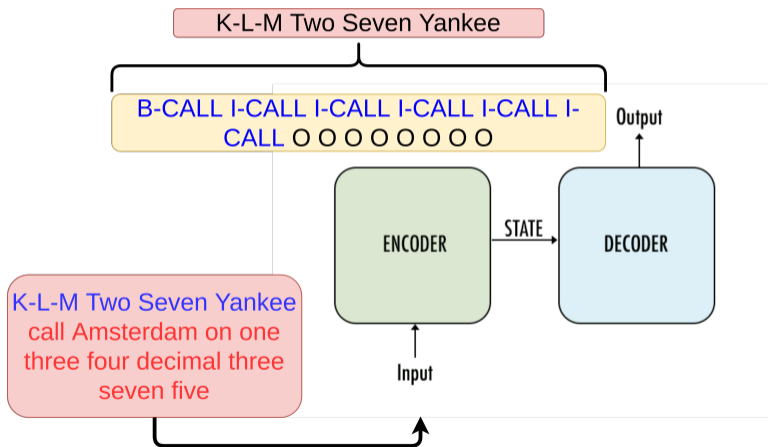 K-L-M Two Seven Yankee
B-CALL I-CALL I-CALL I-CALL I-CALL I-
CALL O O O O O O O O
Output
ENCODER
STATE
DECODER
K-L-M Two Seven Yankee
call Amsterdam on one
three four decimal three
seven five
Input